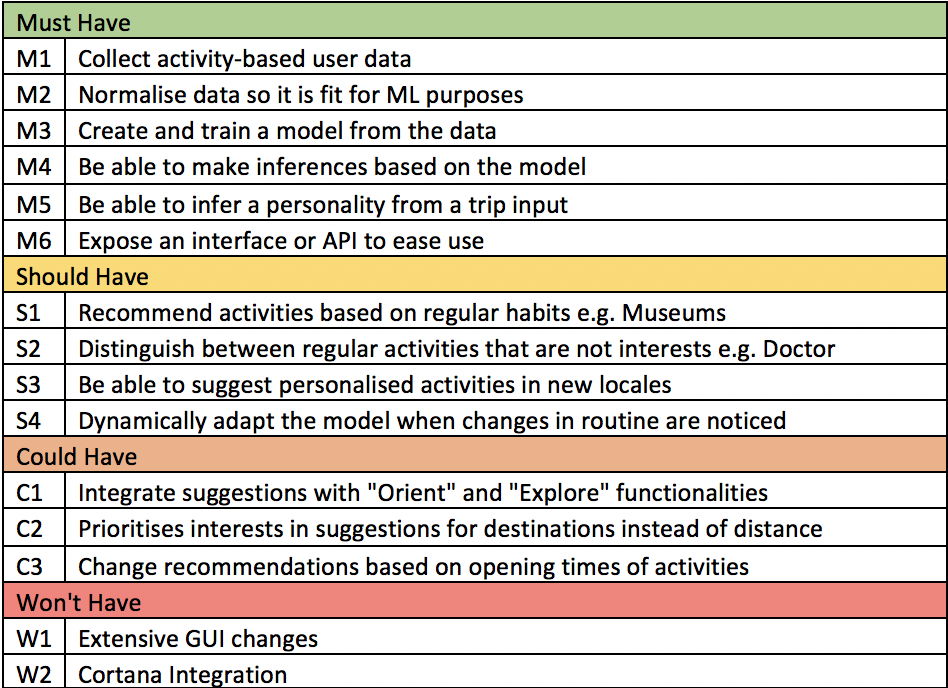 Must Have
M1 Collect activity-based user data
M2 Normalise data so it is fit for ML purposes
M3 Create and train a model from the data
M4 Be able to make inferences based on the model
M5 Be able to infer a personality from a trip input
M6 Expose an interface or API to ease use
Should Have
S1 Recommend activities based on regular habits e.g. Museums
S2 Distinguish between regular activities that are not interests e.g. Doctor
S3 Be able to suggest personalised activities in new locales
S4 Dynamically adapt the model when changes in routine are noticed
Could Have
C1 Integrate suggestions with "Orient" and "Explore" functionalities
C2 Prioritises interests in suggestions for destinations instead of distance
C3 Change recommendations based on opening times of activities
Won't Have
W1 Extensive GUI changes
W2 Cortana Integration